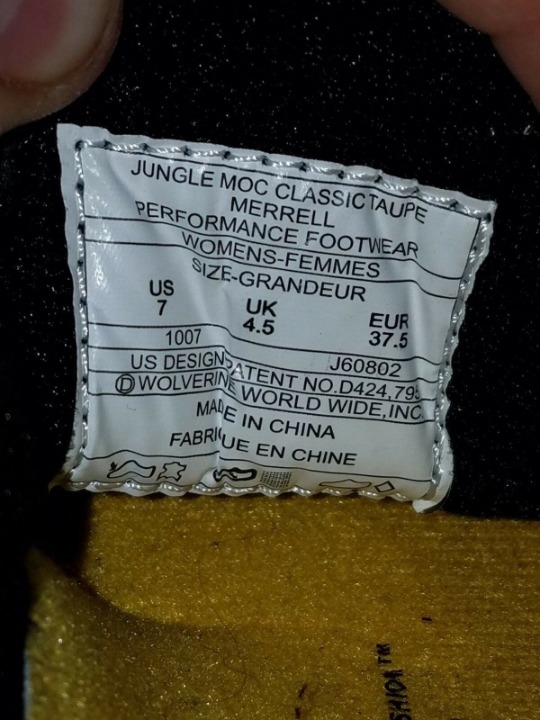 JUNGLE MOC CLASSIC TAUPE
MERRELL
PERFORMANCE FOOTWEAR
WOMENS-FEMMES
SIZE-GRANDEUR
US UK EUR
7 4.5 37.5
1007 J60802
US DESIGN PATENT NO.D424,795
WOLVERINE WORLD WIDE,INC.
MADE IN CHINA
FABRIQUE EN CHINE